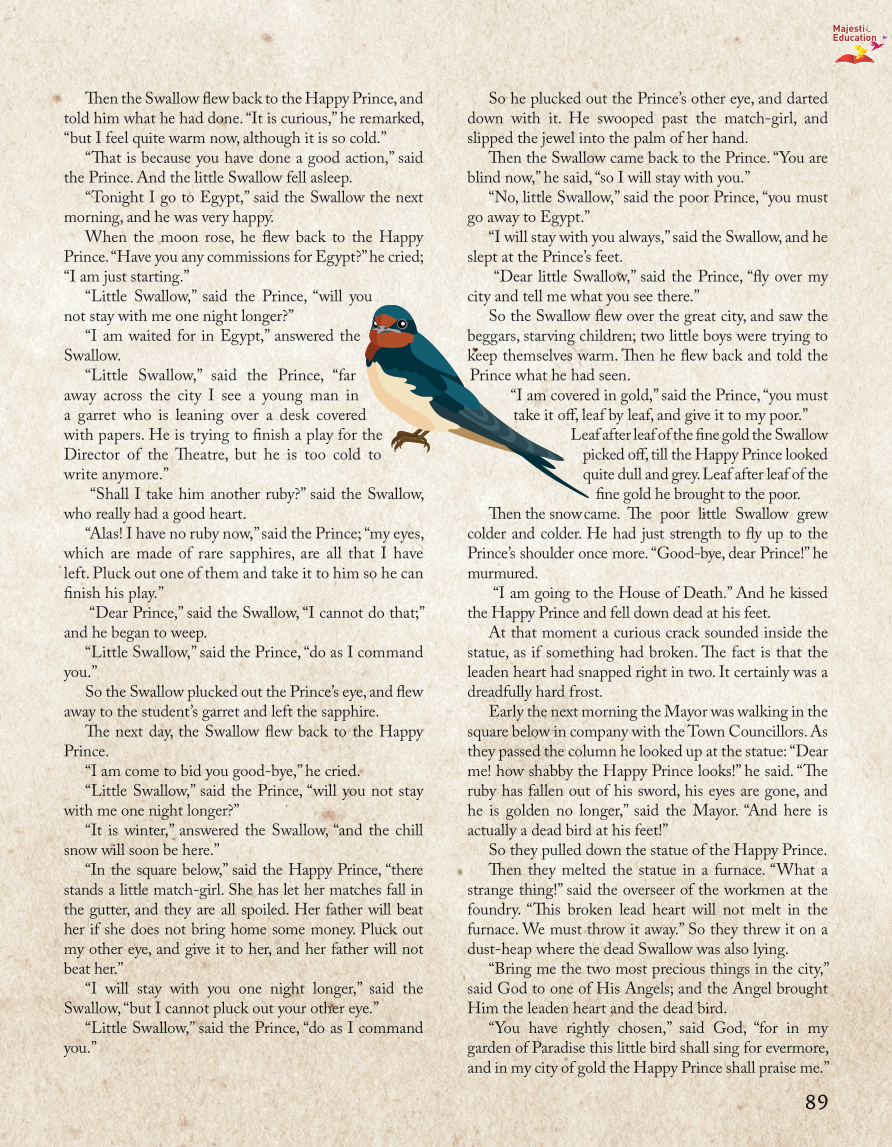 Majesti
Education
Then the Swallow flew back to the Happy Prince, and
told him what he had done. “It is curious,” he remarked,
“but I feel quite warm now, although it is so cold.”
“That is because you have done a good action,” said
the Prince. And the little Swallow fell asleep.
“Tonight I go to Egypt,” said the Swallow the next
morning, and he was very happy.
When the moon rose, he flew back to the Happy
Prince. “Have you any commissions for Egypt?” he cried;
“I am just starting.”
“Little Swallow,” said the Prince, “will you
not stay with me one night longer?”
“I am waited for in Egypt,” answered the
Swallow.
“Little Swallow,” said the Prince, “far
away across the city I see a young man in
a garret who is leaning over a desk covered
with papers. He is trying to finish a play for the
Director of the Theatre, but he is too cold to
write anymore.”
“Shall I take him another ruby?” said the Swallow,
who really had a good heart.
“Alas! I have no ruby now,” said the Prince; “my eyes,
which are made of rare sapphires, are all that I have
left. Pluck out one of them and take it to him so he can
finish his play.”
“Dear Prince,” said the Swallow, “I cannot do that;”
and he began to weep.
“Little Swallow,” said the Prince, “do as I command
you.”
So the Swallow plucked out the Prince’s eye, and flew
away to the student’s garret and left the sapphire.
The next day, the Swallow flew back to the Happy
Prince.
“I am come to bid you good-bye,” he cried.
“Little Swallow,” said the Prince, “will you not stay
with me one night longer?”
“It is winter,” answered the Swallow, “and the chill
snow will soon be here.”
“In the square below,” said the Happy Prince, “there
stands a little match-girl. She has let her matches fall in
the gutter, and they are all spoiled. Her father will beat
her if she does not bring home some money. Pluck out
my other eye, and give it to her, and her father will not
beat her.”
“I will stay with you one night longer,” said the
Swallow, “but I cannot pluck out your other eye.”
“Little Swallow,” said the Prince, “do as I command
you.”
So he plucked out the Prince’s other eye, and darted
down with it. He swooped past the match-girl, and
slipped the jewel into the palm of her hand.
Then the Swallow came back to the Prince. “You are
blind now,” he said, “so I will stay with you.”
“No, little Swallow,” said the poor Prince, “you must
go away to Egypt.”
“I will stay with you always,” said the Swallow, and he
slept at the Prince’s feet.
“Dear little Swallow,” said the Prince, “fly over my
city and tell me what you see there.”
So the Swallow flew over the great city, and saw the
beggars, starving children; two little boys were trying to
keep themselves warm. Then he flew back and told the
Prince what he had seen.
“I am covered in gold,” said the Prince, “you must
take it off, leaf by leaf, and give it to my poor.”
Leaf after leaf of the fine gold the Swallow
picked off, till the Happy Prince looked
quite dull and grey. Leaf after leaf of the
fine gold he brought to the poor.
Then the snow came. The poor little Swallow grew
colder and colder. He had just strength to fly up to the
Prince’s shoulder once more. “Good-bye, dear Prince!” he
murmured.
“I am going to the House of Death.” And he kissed
the Happy Prince and fell down dead at his feet.
At that moment a curious crack sounded inside the
statue, as if something had broken. The fact is that the
leaden heart had snapped right in two. It certainly was a
dreadfully hard frost.
Early the next morning the Mayor was walking in the
square below in company with the Town Councillors. As
they passed the column he looked up at the statue: “Dear
me! how shabby the Happy Prince looks!” he said. “The
ruby has fallen out of his sword, his eyes are gone, and
he is golden no longer,” said the Mayor. “And here is
actually a dead bird at his feet!”
So they pulled down the statue of the Happy Prince.
Then they melted the statue in a furnace. “What a
strange thing!” said the overseer of the workmen at the
foundry. “This broken lead heart will not melt in the
furnace. We must throw it away.” So they threw it on a
dust-heap where the dead Swallow was also lying.
“Bring me the two most precious things in the city,”
said God to one of His Angels; and the Angel brought
Him the leaden heart and the dead bird.
“You have rightly chosen,” said God, “for in my
garden of Paradise this little bird shall sing for evermore,
and in my city of gold the Happy Prince shall praise me.”
89